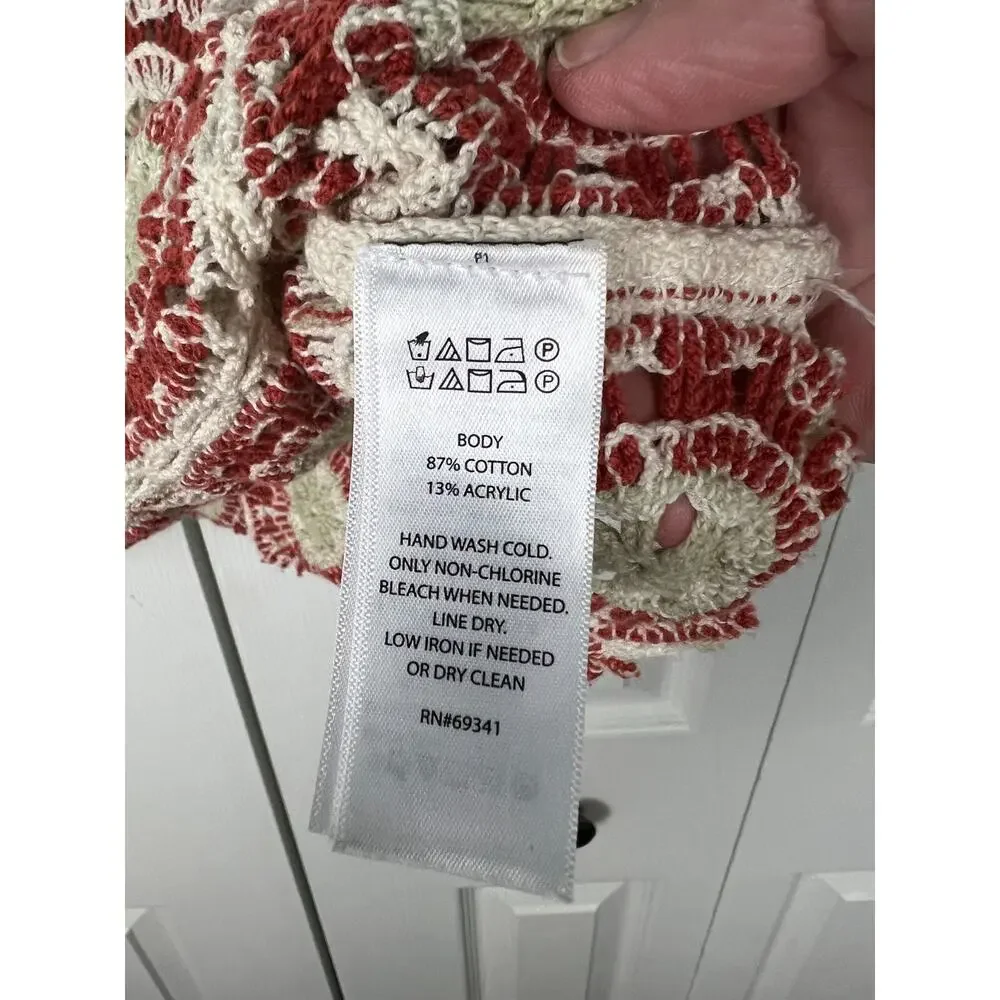 P P
BODY
87% COTTON
13% ACRYLIC
HAND WASH COLD.
ONLY NON-CHLORINE
BLEACH WHEN NEEDED.
LINE DRY.
LOW IRON IF NEEDED
OR DRY CLEAN
RN#69341